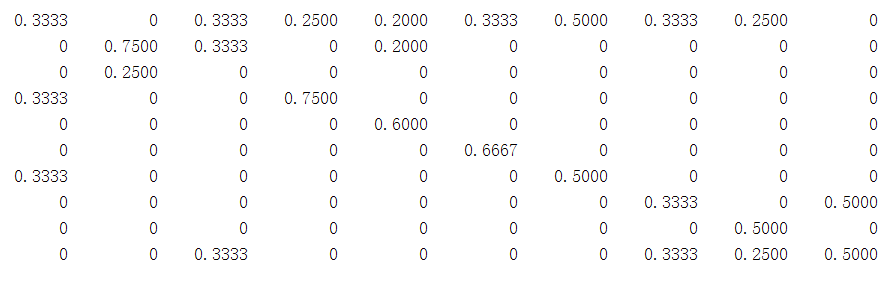 0.3333 0 0.3333 0.2500 0.2000 0.3333 0.5000 0.3333 0.2500 0
0 0.7500 0.3333 0 0.2000 0 0 0 0 0
0 0.2500 0 0 0 0 0 0 0 0
0.3333 0 0 0.7500 0 0 0 0 0 0
0 0 0 0 0.6000 0 0 0 0 0
0 0 0 0 0 0.6667 0 0 0 0
0.3333 0 0 0 0 0 0.5000 0 0 0
0 0 0 0 0 0 0 0.3333 0 0.5000
0 0 0 0 0 0 0 0 0.5000 0
0 0 0.3333 0 0 0 0 0.3333 0.2500 0.5000